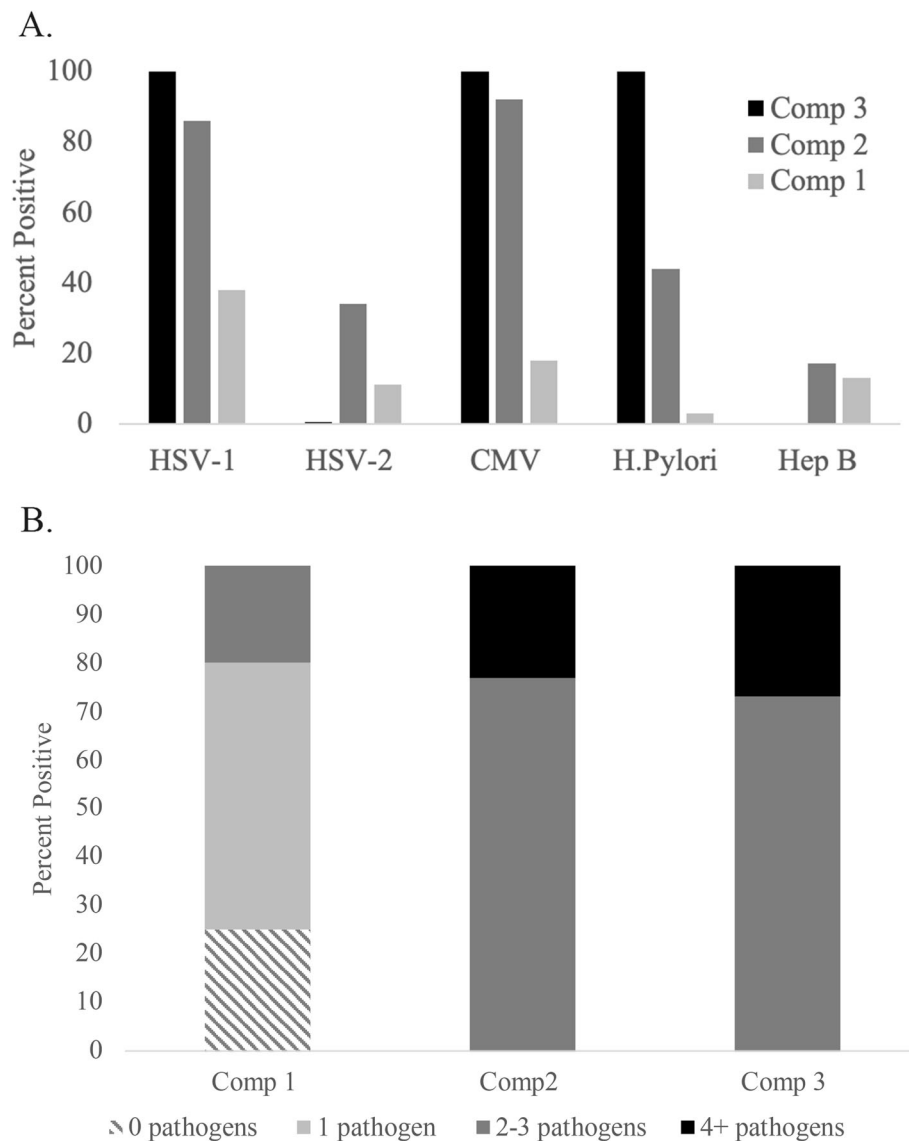 A.
100
80
60
40
20
0
Percent Positive
Comp 3
Comp 2
Comp 1
HSV-1 HSV-2 CMV H.Pylori Hep B
B.
100
90
80
70
60
50
40
30
20
10
0
Percent Positive
Comp 1 Comp2 Comp 3
0 pathogens 1 pathogen 2-3 pathogens 4+ pathogens